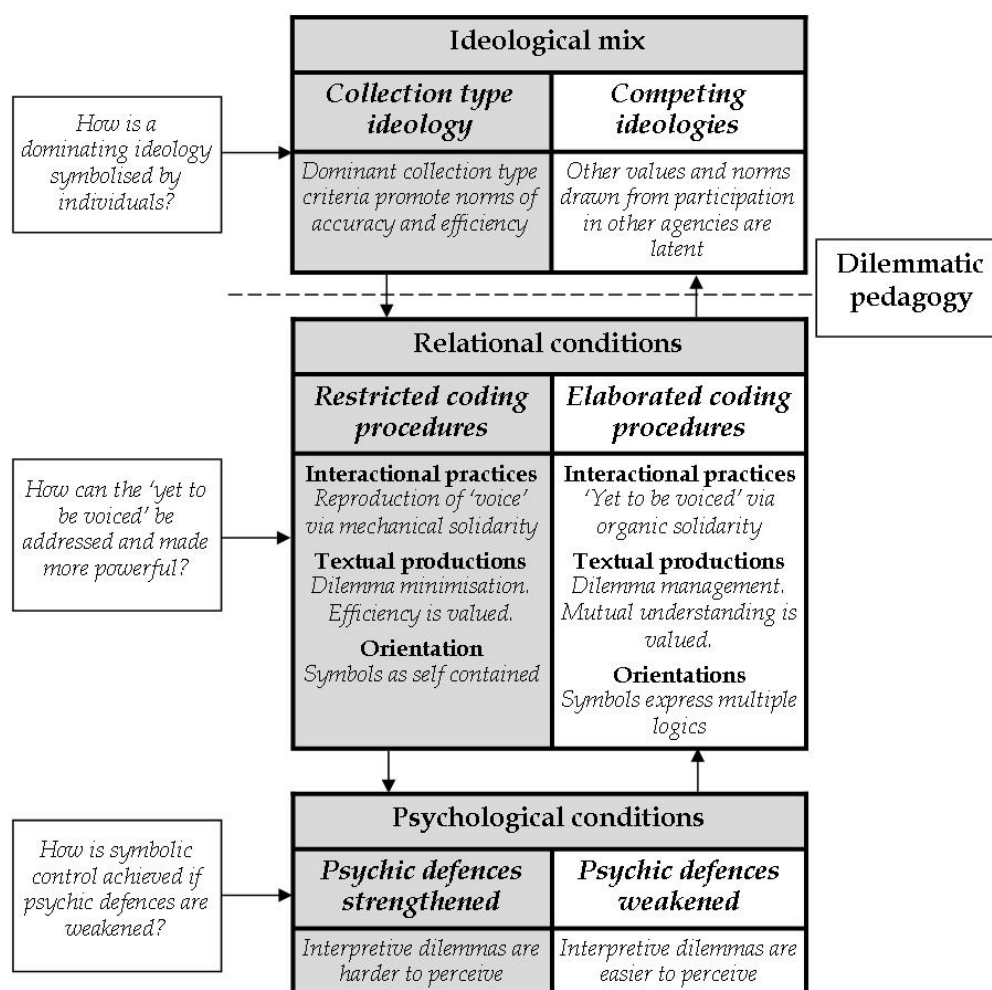 Ideological mix
Collection type
ideology
Competing
ideologies
How is a
dominating ideology
symbolised by
individuals?
Dominant collection type
criteria promote norms of
accuracy and efficiency
Other values and norms
drawn from participation
in other agencies are
latent
Dilemmatic
pedagogy
Relational conditions
Restricted coding
procedures
Elaborated coding
procedures
How can the ‘yet to
be voiced’ be
addressed and made
more powerful?
Interactional practices
Reproduction of ‘voice’
via mechanical solidarity
Textual productions
Dilemma minimisation.
Efficiency is valued.
Orientation
Symbols as self contained
Interactional practices
‘Yet to be voiced’ via
organic solidarity
Textual productions
Dilemma management.
Mutual understanding is
valued.
Orientations
Symbols express multiple
logics
Psychological conditions
How is symbolic
control achieved if
psychic defences are
weakened?
Psychic defences
strengthened
Psychic defences
weakened
Interpretive dilemmas are
harder to perceive
Interpretive dilemmas are
easier to perceive